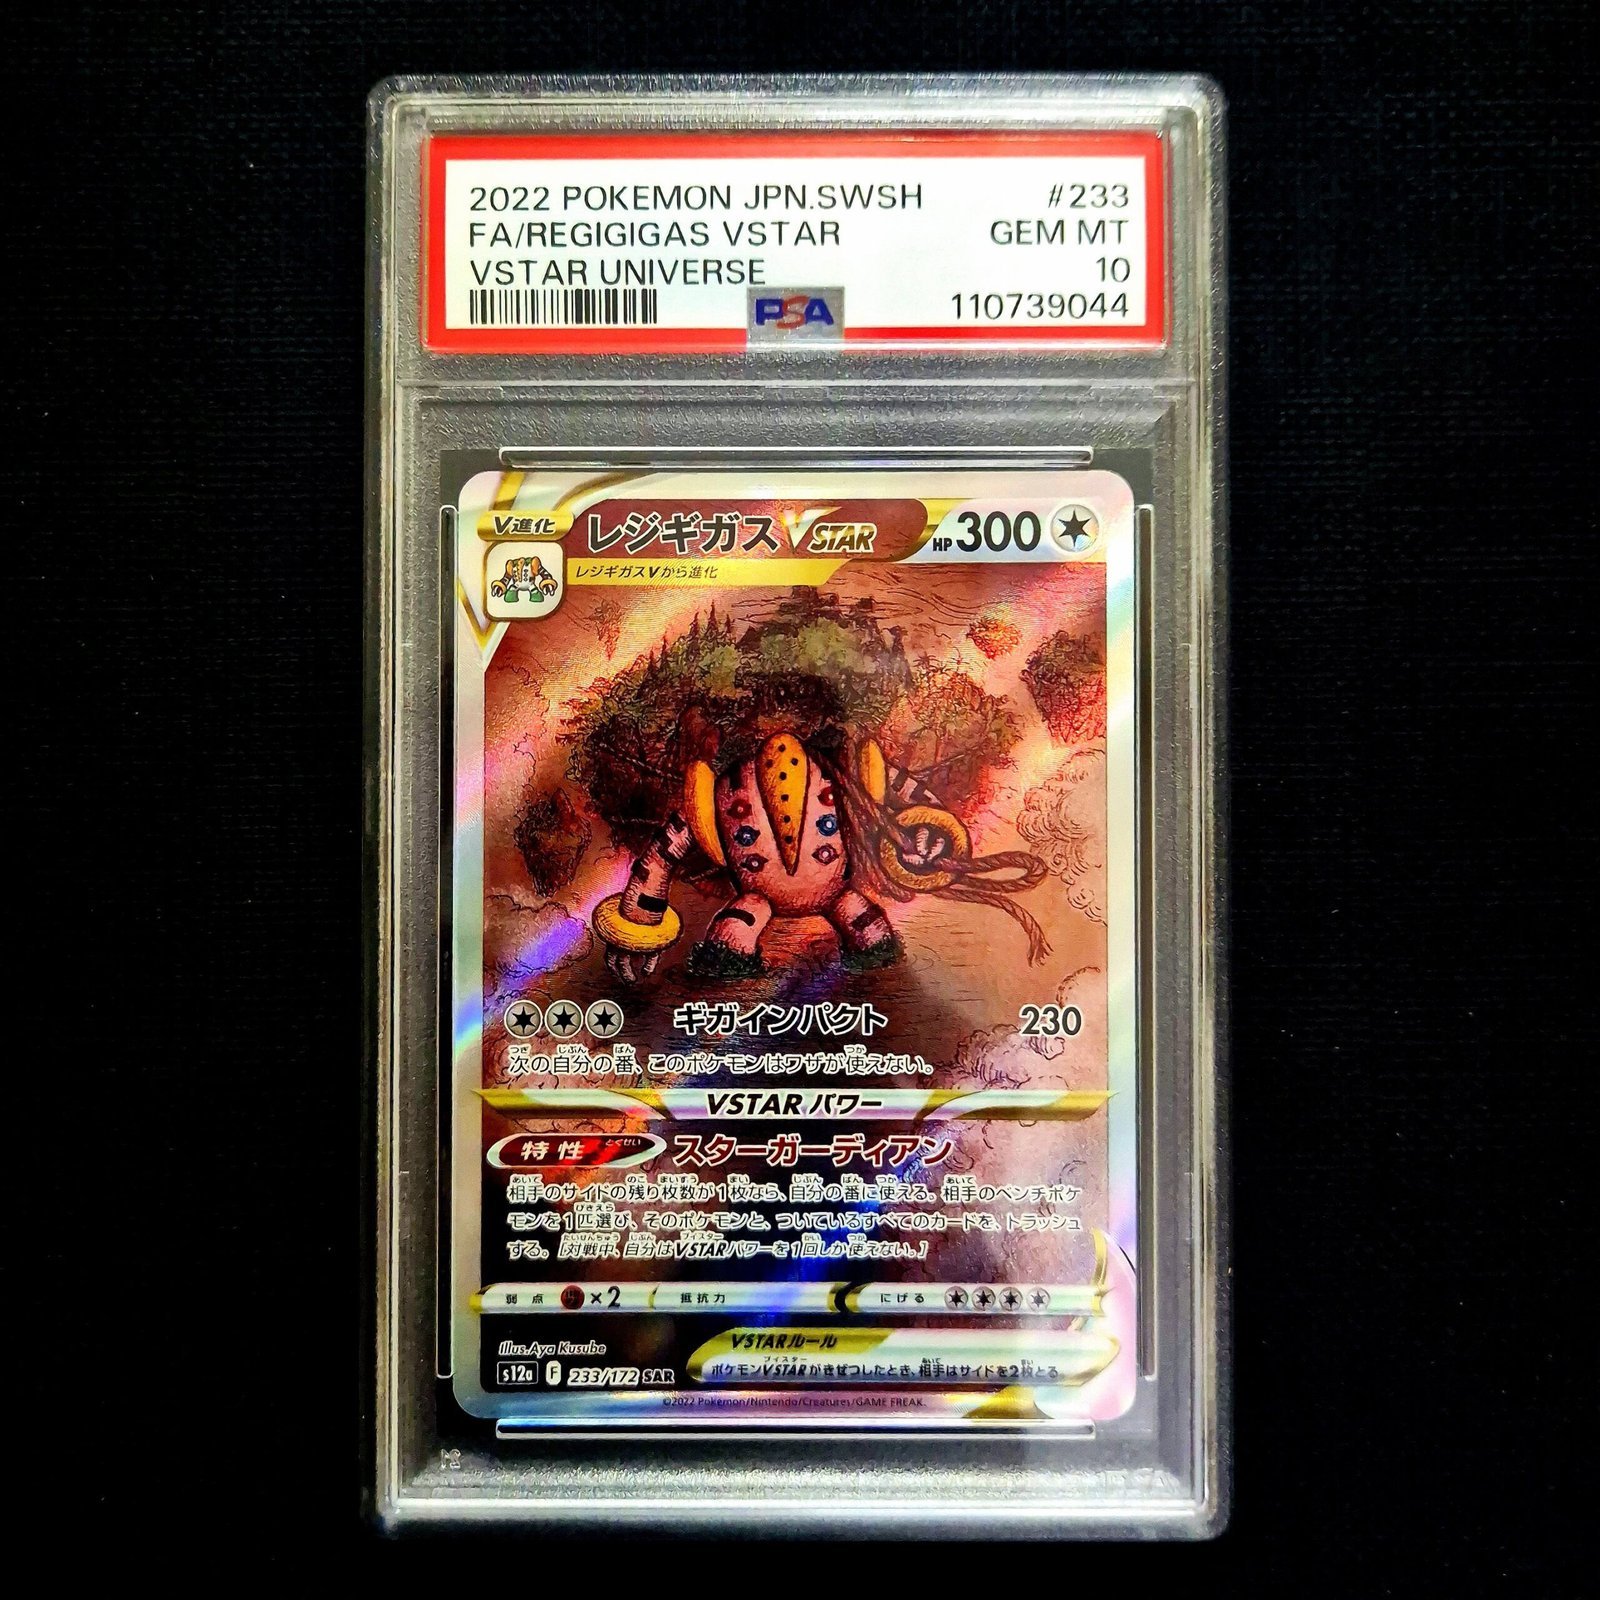 2022 POKEMON JPN.SWSH #233
FA/REGIGIGAS VSTAR GEM MT
VSTAR UNIVERSE 10
PSA 110739044
V進化 レジギガス VSTAR HP 300
レジギガスVから進化
ギガインパクト 230
次の自分の番、このポケモンはワザが使えない。
VSTARパワー
特性 スターガーディアン
相手のサイドの残り枚数が1枚なら、自分の番に使える。相手のベンチポケ
モンを1匹選び、そのポケモンと、ついているすべてのカードを、トラッシュ
する。[対戦中、自分はVSTARパワーを1回しか使えない。]
弱点 ×2 抵抗力 にげる
Illus.Aya Kusube
VSTARルール
s12a F 233/172 SAR
ポケモンVSTARがきぜつしたとき、相手はサイドを2枚とる
©2022 Pokémon/Nintendo/Creatures/GAME FREAK.